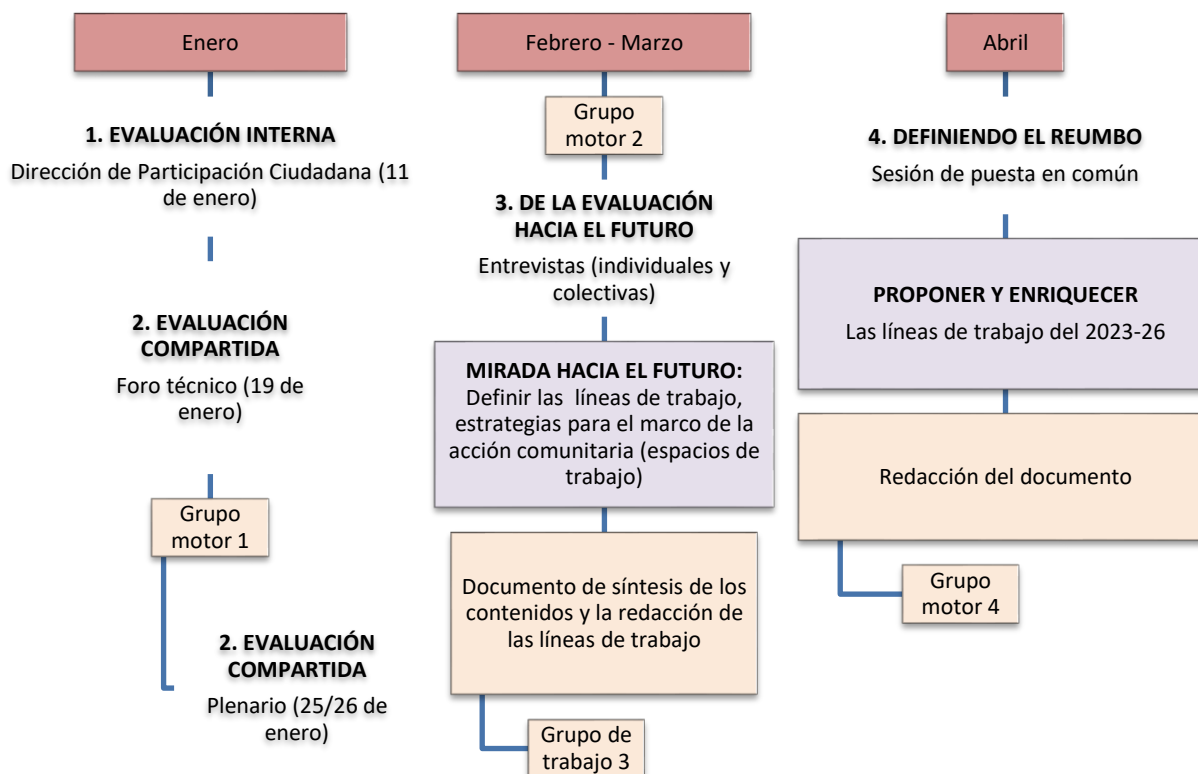 Enero
1. EVALUACIÓN INTERNA
Dirección de Participación Ciudadana (11
de enero)
2. EVALUACIÓN
COMPARTIDA
Foro técnico (19 de
enero)
Grupo
motor 1
2. EVALUACIÓN
COMPARTIDA
Plenario (25/26 de
enero)
Febrero - Marzo
Grupo
motor 2
3. DE LA EVALUACIÓN
HACIA EL FUTURO
Entrevistas (individuales y
colectivas)
MIRADA HACIA EL FUTURO:
Definir las líneas de trabajo,
estrategias para el marco de la
acción comunitaria (espacios de
trabajo)
Documento de síntesis de los
contenidos y la redacción de
las líneas de trabajo
Grupo de
trabajo 3
Abril
4. DEFINIENDO EL REUMBO
Sesión de puesta en común
PROPONER Y ENRIQUECER
Las líneas de trabajo del 2023-26
Redacción del documento
Grupo
motor 4